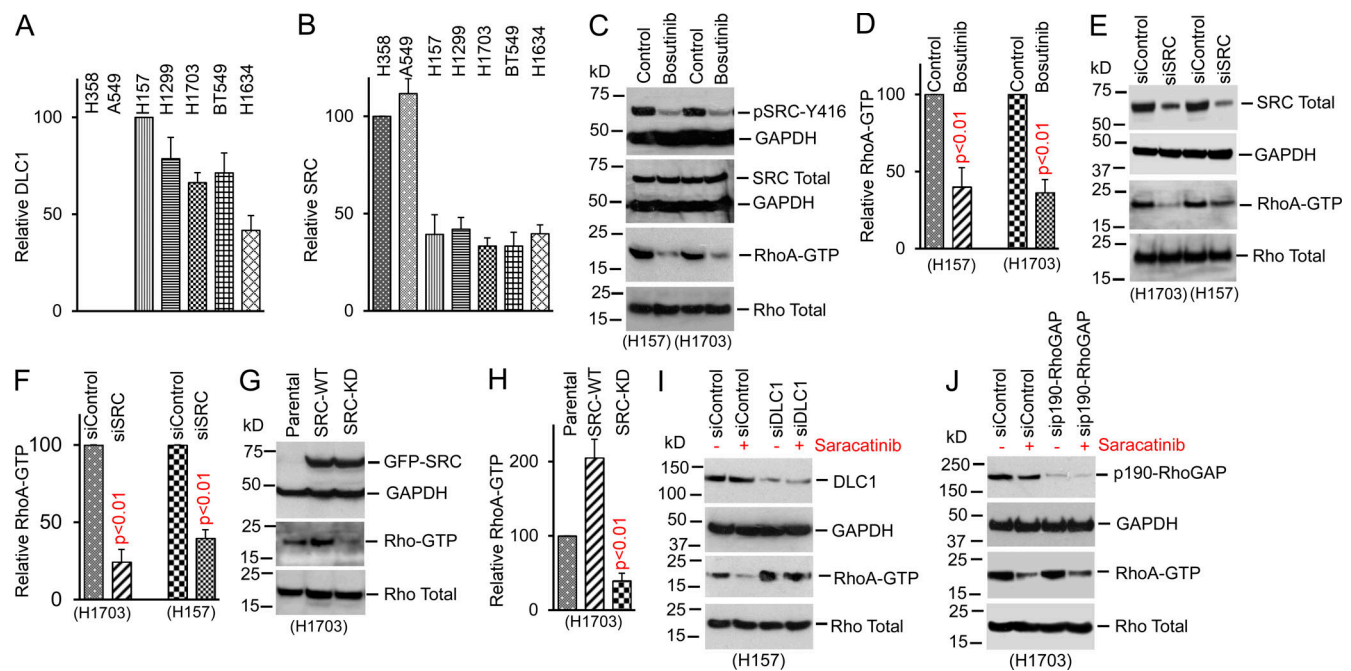 A
Relative DLC1
100
50
0
H358
A549
H157
H1299
H1703
BT549
H1634
B
Relative SRC
100
50
0
H358
A549
H157
H1299
H1703
BT549
H1634
C
kD
Control
Bosutinib
Control
Bosutinib
75
50
pSRC-Y416
GAPDH
75
50
SRC Total
GAPDH
25
15
RhoA-GTP
25
15
Rho Total
(H157) (H1703)
D
Relative RhoA-GTP
100
50
0
Control
Bosutinib
Control
Bosutinib
p<0.01
p<0.01
(H157)
(H1703)
E
kD
siControl
siSRC
siControl
siSRC
75
50
SRC Total
50
37
GAPDH
25
15
RhoA-GTP
25
15
Rho Total
(H1703) (H157)
F
Relative RhoA-GTP
100
50
0
siControl
siSRC
siControl
siSRC
p<0.01
p<0.01
(H1703)
(H157)
G
kD
Parental
SRC-WT
SRC-KD
75
50
GFP-SRC
GAPDH
25
15
Rho-GTP
25
15
Rho Total
(H1703)
H
Relative RhoA-GTP
200
100
0
Parental
SRC-WT
SRC-KD
p<0.01
(H1703)
I
kD
siControl
siControl
siDLC1
siDLC1
- + - + Saracatinib
130
100
DLC1
50
37
GAPDH
25
15
RhoA-GTP
25
15
Rho Total
(H157)
J
kD
siControl
siControl
sip190-RhoGAP
sip190-RhoGAP
- + - + Saracatinib
250
150
p190-RhoGAP
50
37
GAPDH
25
15
RhoA-GTP
25
15
Rho Total
(H1703)